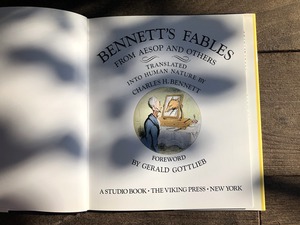 BENNETT'S FABLES
FROM AESOP AND OTHERS
TRANSLATED
INTO HUMAN NATURE BY
CHARLES H. BENNETT
FOREWORD
BY GERALD GOTTLIEB
A STUDIO BOOK · THE VIKING PRESS · NEW YORK